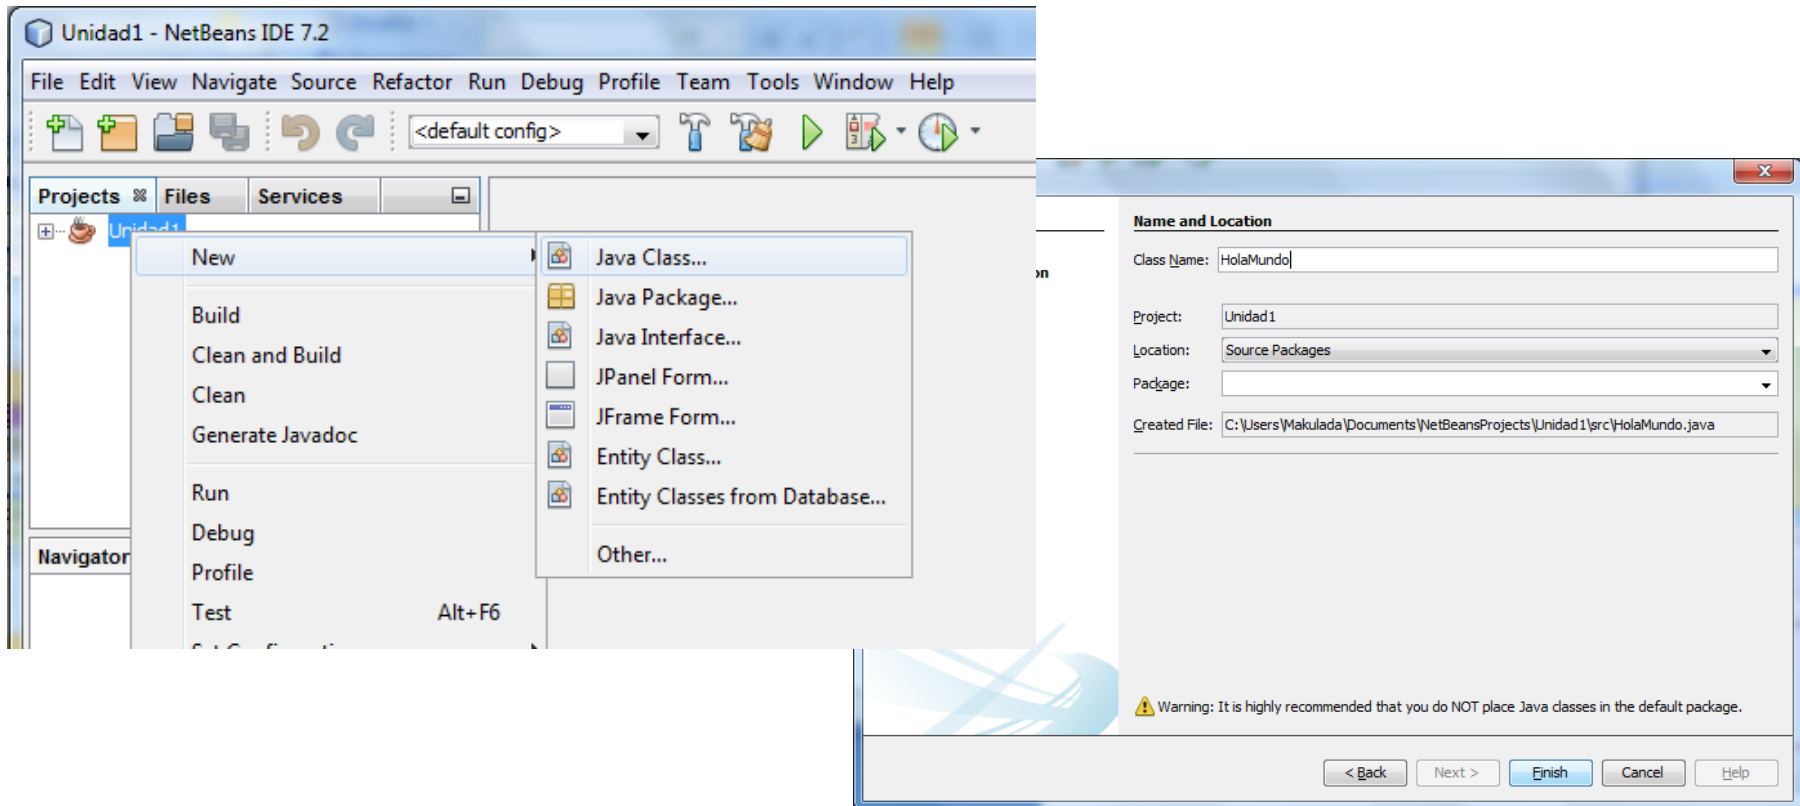 Unidad1 - NetBeans IDE 7.2
File Edit View Navigate Source Refactor Run Debug Profile Team Tools Window Help
<default config>
Projects Files Services
Unidad1
New
Build
Clean and Build
Clean
Generate Javadoc
Run
Debug
Profile
Test Alt+F6
Java Class...
Java Package...
Java Interface...
JPanel Form...
JFrame Form...
Entity Class...
Entity Classes from Database...
Other...
Navigator
Name and Location
Class Name: HolaMundo
Project: Unidad1
Location: Source Packages
Package:
Created File: C:\Users\Makulada\Documents\NetBeansProjects\Unidad1\src\HolaMundo.java
Warning: It is highly recommended that you do NOT place Java classes in the default package.
< Back Next > Finish Cancel Help